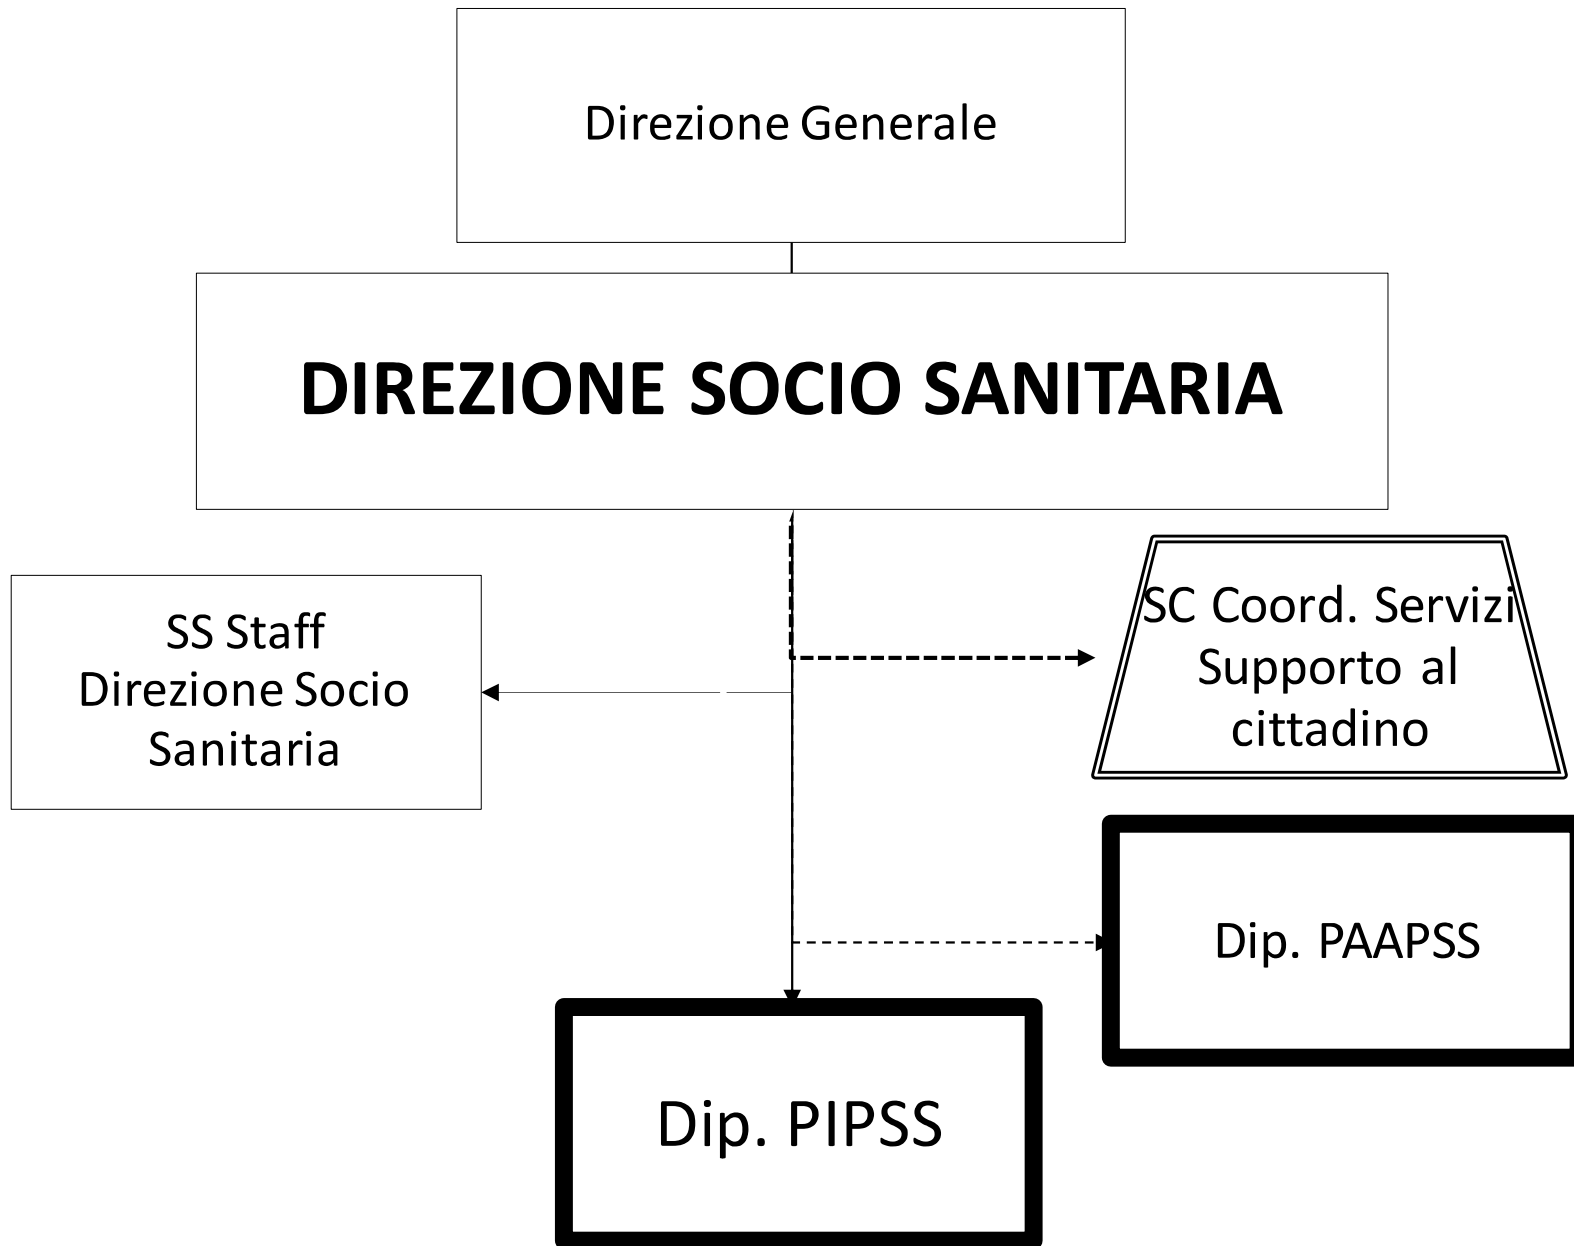 Direzione Generale
DIREZIONE SOCIO SANITARIA
SS Staff
Direzione Socio
Sanitaria
SC Coord. Servizi
Supporto al
cittadino
Dip. PAAPSS
Dip. PIPSS